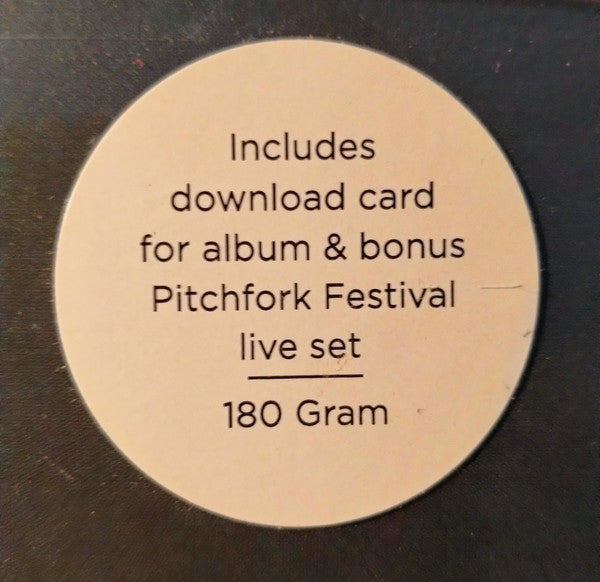 Includes
download card
for album & bonus
Pitchfork Festival
live set
180 Gram